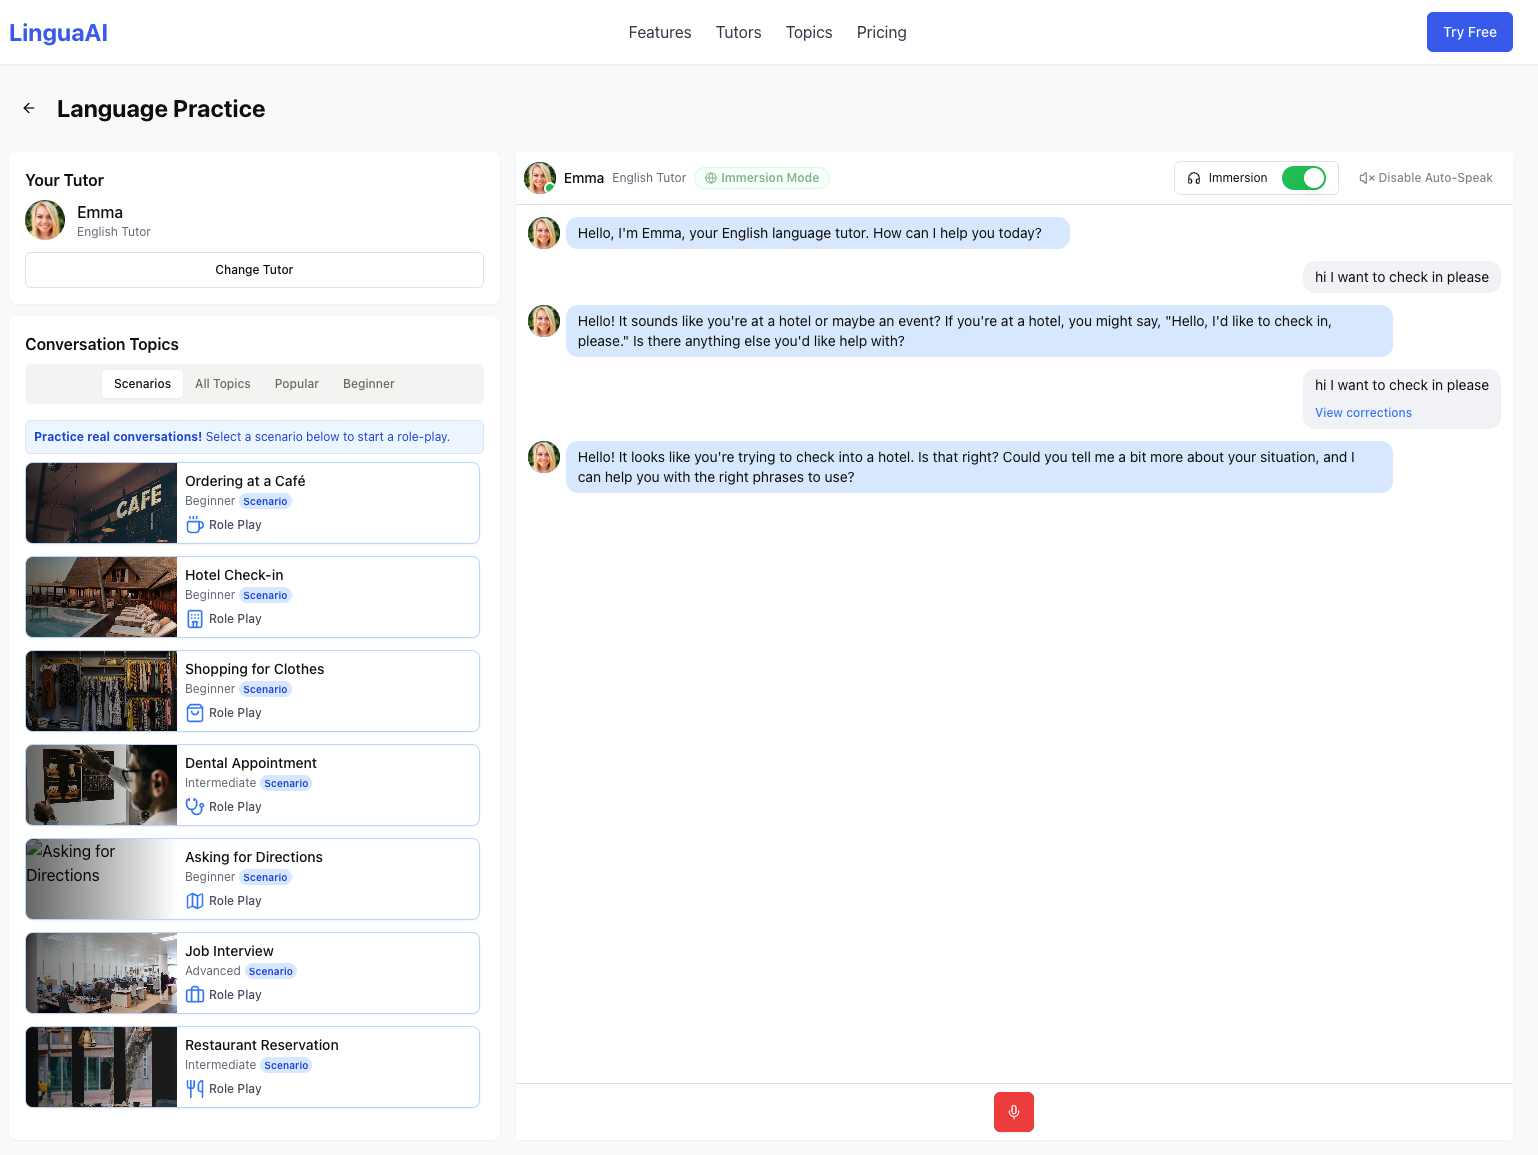 LinguaAI
Features
Tutors
Topics
Pricing
Try Free
Language Practice
Your Tutor
Emma
English Tutor
Change Tutor
Conversation Topics
Scenarios
All Topics
Popular
Beginner
Practice real conversations! Select a scenario below to start a role-play.
CAFE
Ordering at a Café
Beginner Scenario
Role Play
Hotel Check-in
Beginner Scenario
Role Play
Shopping for Clothes
Beginner Scenario
Role Play
Dental Appointment
Intermediate Scenario
Role Play
Asking for
Directions
Asking for Directions
Beginner Scenario
Role Play
Job Interview
Advanced Scenario
Role Play
Restaurant Reservation
Intermediate Scenario
Role Play
Emma English Tutor Immersion Mode
Immersion
Disable Auto-Speak
Hello, I'm Emma, your English language tutor. How can I help you today?
hi I want to check in please
Hello! It sounds like you're at a hotel or maybe an event? If you're at a hotel, you might say, "Hello, I'd like to check in,
please." Is there anything else you'd like help with?
hi I want to check in please
View corrections
Hello! It looks like you're trying to check into a hotel. Is that right? Could you tell me a bit more about your situation, and I
can help you with the right phrases to use?